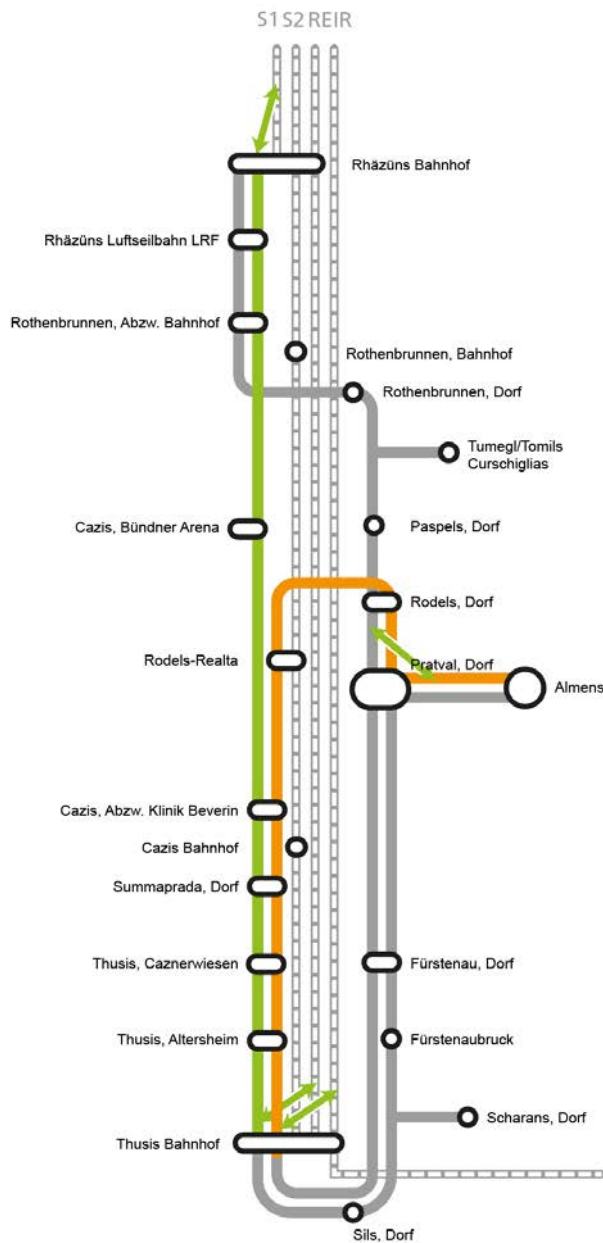 S1 S2 RE IR
Rhäzüns Bahnhof
Rhäzüns Luftseilbahn LRF
Rothenbrunnen, Abzw. Bahnhof
Rothenbrunnen, Bahnhof
Rothenbrunnen, Dorf
Tumegl/Tomils
Curschiglias
Cazis, Bündner Arena
Paspels, Dorf
Rodels, Dorf
Rodels-Realta
Pratval, Dorf
Almens
Cazis, Abzw. Klinik Beverin
Cazis Bahnhof
Summaprada, Dorf
Thusis, Caznerwiesen
Fürstenau, Dorf
Thusis, Altersheim
Fürstenaubruck
Scharans, Dorf
Thusis Bahnhof
Sils, Dorf